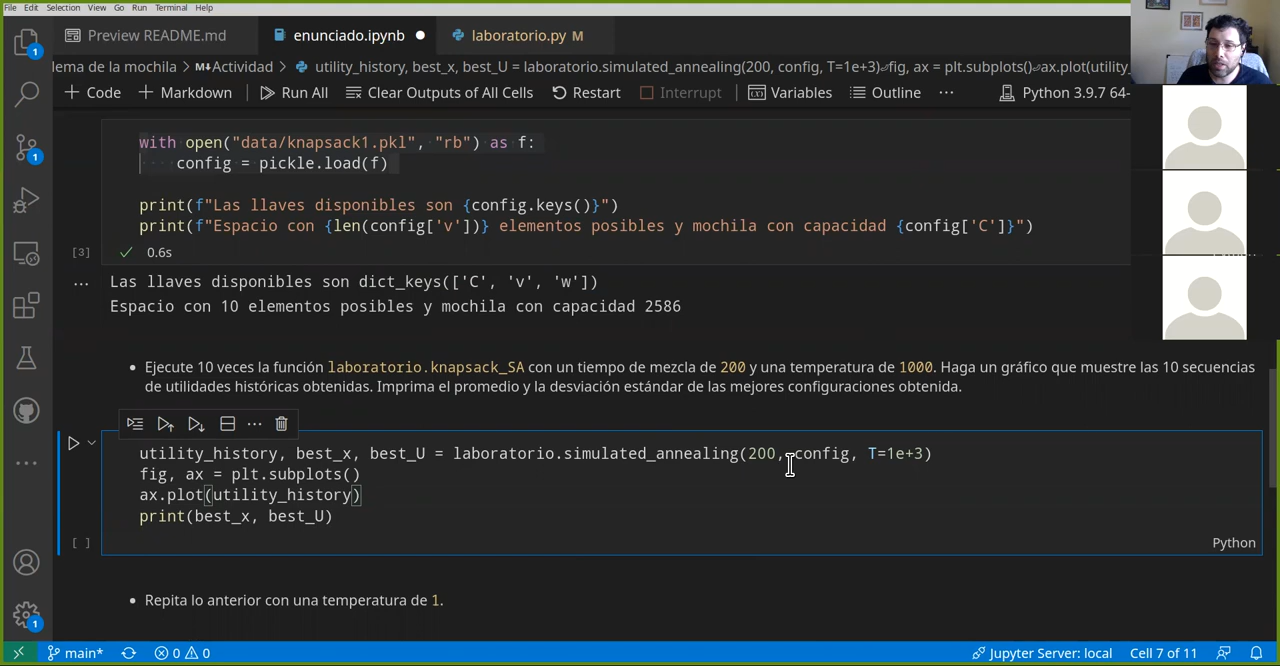 File Edit Selection View Go Run Terminal Help
Preview README.md
enunciado.ipynb
laboratorio.py M
lema de la mochila > M↓Actividad > utility_history, best_x, best_U = laboratorio.simulated_annealing(200, config, T=1e+3)⏎fig, ax = plt.subplots()⏎ax.plot(utility_
+ Code + Markdown Run All Clear Outputs of All Cells Restart Interrupt Variables Outline ··· Python 3.9.7 64-
with open("data/knapsack1.pkl", "rb") as f:
config = pickle.load(f)
print(f"Las llaves disponibles son {config.keys()}")
print(f"Espacio con {len(config['v'])} elementos posibles y mochila con capacidad {config['C']}")
[3] 0.6s
Las llaves disponibles son dict_keys(['C', 'v', 'w'])
Espacio con 10 elementos posibles y mochila con capacidad 2586
• Ejecute 10 veces la función laboratorio.knapsack_SA con un tiempo de mezcla de 200 y una temperatura de 1000. Haga un gráfico que muestre las 10 secuencias
de utilidades históricas obtenidas. Imprima el promedio y la desviación estándar de las mejores configuraciones obtenida.
utility_history, best_x, best_U = laboratorio.simulated_annealing(200, config, T=1e+3)
fig, ax = plt.subplots()
ax.plot(utility_history)
print(best_x, best_U)
[ ] Python
• Repita lo anterior con una temperatura de 1.
1
1
1
main* 0 0 Jupyter Server: local Cell 7 of 11